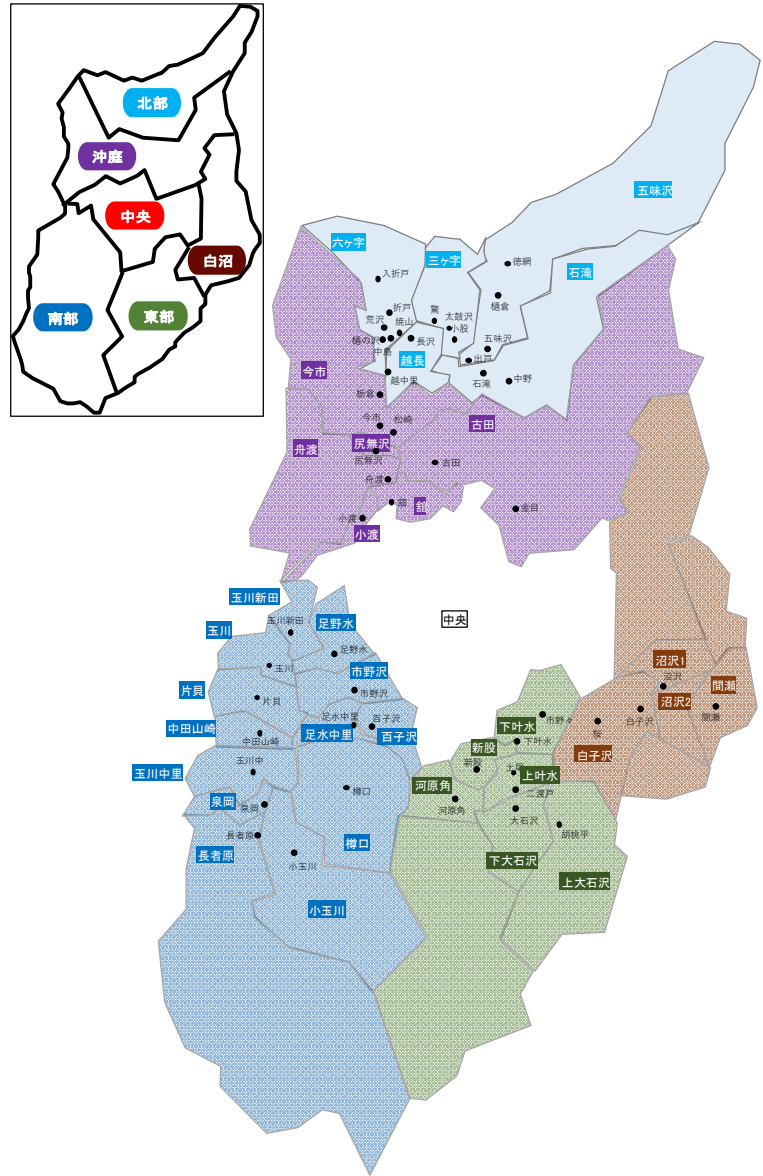 北部
沖庭
中央
白沼
南部
東部
五味沢
六ヶ字
三ヶ字
徳網
石滝
入折戸
樋倉
折戸
荒沢
焼山
驚
太鼓沢
小股
樋の沢
中島
長沢
五味沢
越長
出戸
今市
越中里
石滝
中野
栃倉
今市
松崎
古田
舟渡
尻無沢
尻無沢
古田
舟渡
舘
舘
金目
小渡
小渡
玉川新田
中央
玉川新田
足野水
玉川
足野水
沼沢1
玉川
市野沢
沼沢
片貝
市野沢
間瀬
片貝
沼沢2
白子沢
間瀬
足水中里
百子沢
市野々
桜
中田山崎
足水中里
百子沢
下叶水
中田山崎
下叶水
新股
白子沢
玉川中
新股
玉川中里
上叶水
河原角
樽口
二渡戸
泉岡
泉岡
河原角
大石沢
長者原
胡桃平
樽口
長者原
小玉川
下大石沢
上大石沢
小玉川